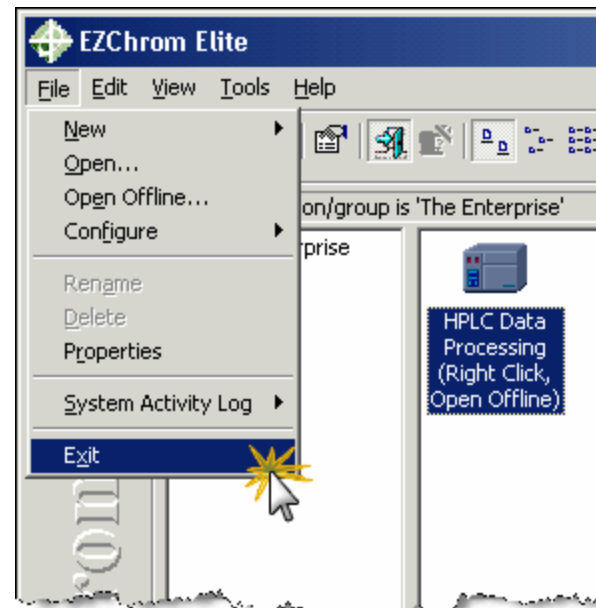 EZChrom Elite
File Edit View Tools Help
New
Open...
Open Offline...
Configure
Rename
Delete
Properties
System Activity Log
Exit
on/group is 'The Enterprise'
rprise
HPLC Data
Processing
(Right Click,
Open Offline)
rom